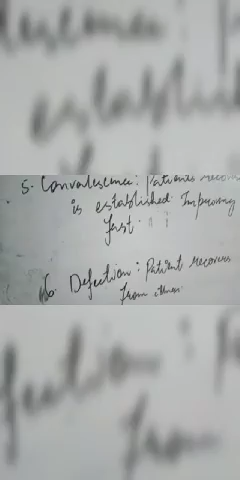 5. Convalescence: Patients recovery
is established. Improving
fast.
6. Defection: Patient recovers
from illness